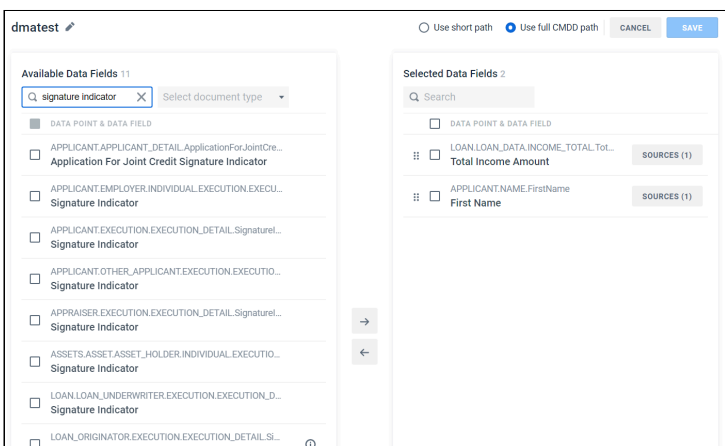 dmatest
Use short path
Use full CMDD path
CANCEL
SAVE
Available Data Fields 11
signature indicator
Select document type
DATA POINT & DATA FIELD
APPLICANT.APPLICANT_DETAIL.ApplicationForJointCre...
Application For Joint Credit Signature Indicator
APPLICANT.EMPLOYER.INDIVIDUAL.EXECUTION.EXECU...
Signature Indicator
APPLICANT.EXECUTION.EXECUTION_DETAIL.SignatureI...
Signature Indicator
APPLICANT.OTHER_APPLICANT.EXECUTION.EXECUTIO...
Signature Indicator
APPRAISER.EXECUTION.EXECUTION_DETAIL.SignatureI...
Signature Indicator
ASSETS.ASSET.ASSET_HOLDER.INDIVIDUAL.EXECUTIO...
Signature Indicator
LOAN.LOAN_UNDERWRITER.EXECUTION.EXECUTION_D...
Signature Indicator
LOAN_ORIGINATOR.EXECUTION.EXECUTION_DETAIL.Si...
Selected Data Fields 2
Search
DATA POINT & DATA FIELD
LOAN.LOAN_DATA.INCOME_TOTAL.Tot...
Total Income Amount
SOURCES (1)
APPLICANT.NAME.FirstName
First Name
SOURCES (1)